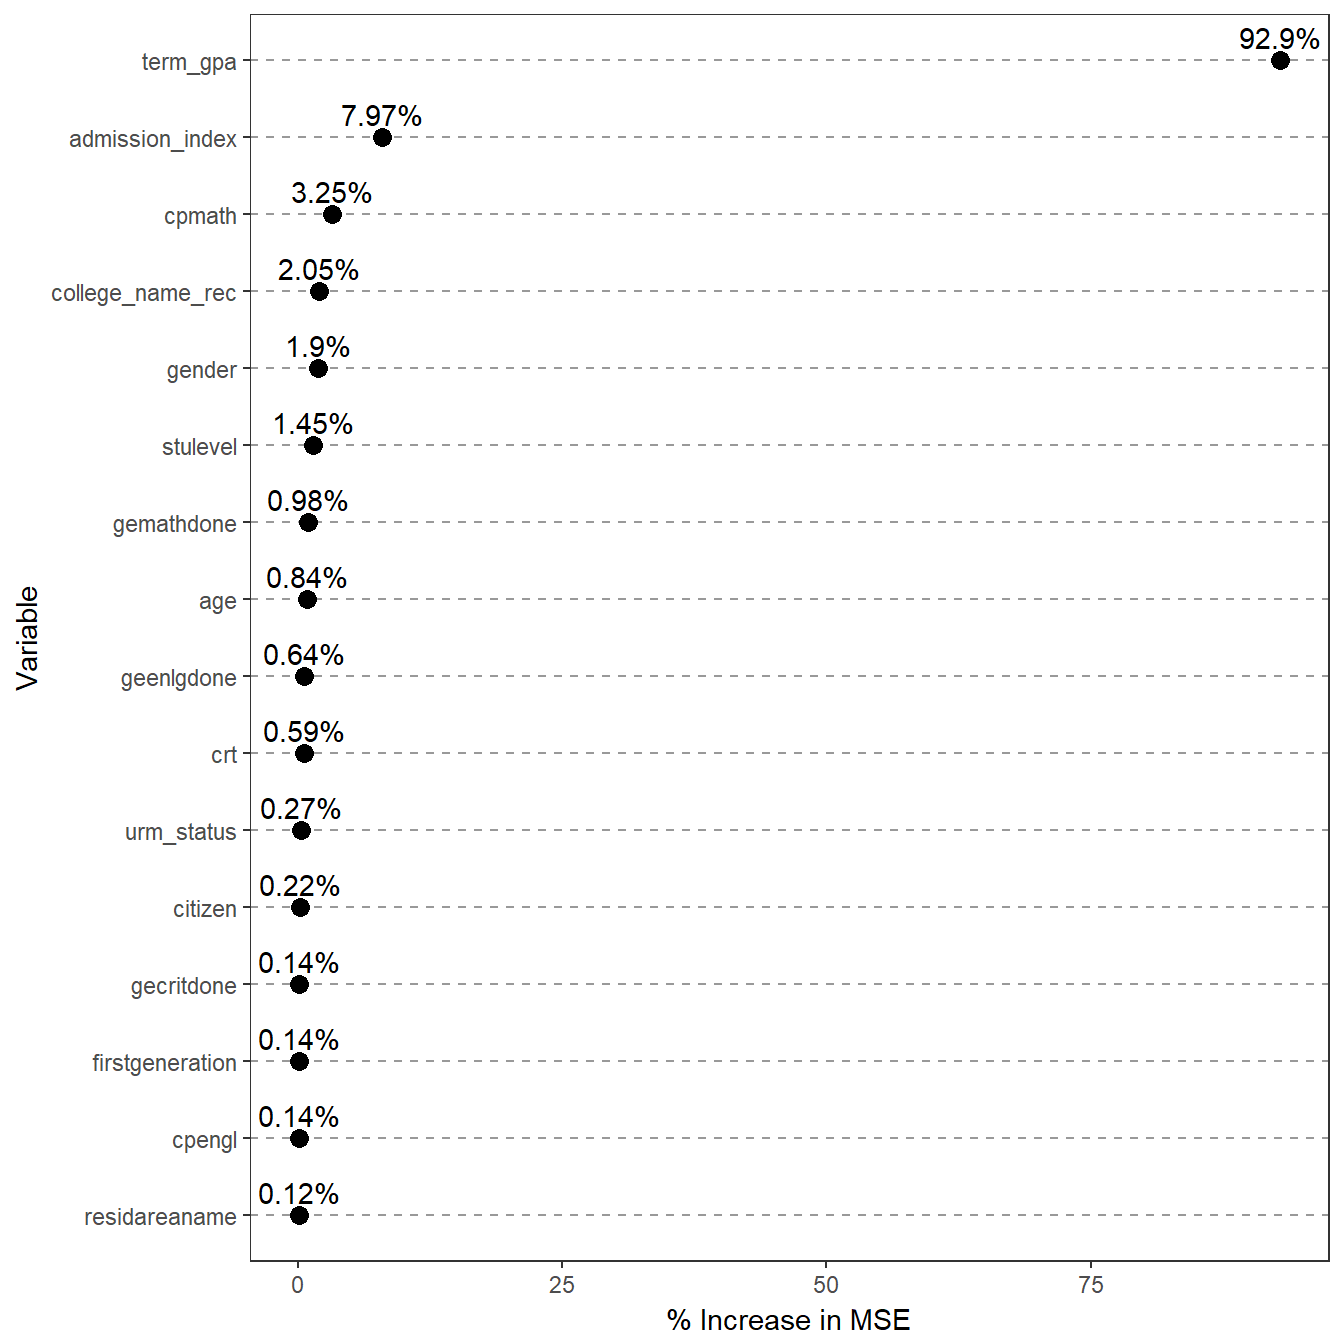 92.9%
term_gpa
7.97%
admission_index
3.25%
cpmath
2.05%
college_name_rec
1.9%
gender
1.45%
stulevel
0.98%
gemathdone
0.84%
age
Variable
0.64%
geenlgdone
0.59%
crt
0.27%
urm_status
0.22%
citizen
0.14%
gecritdone
0.14%
firstgeneration
0.14%
cpengl
0.12%
residareaname
0 25 50 75
% Increase in MSE